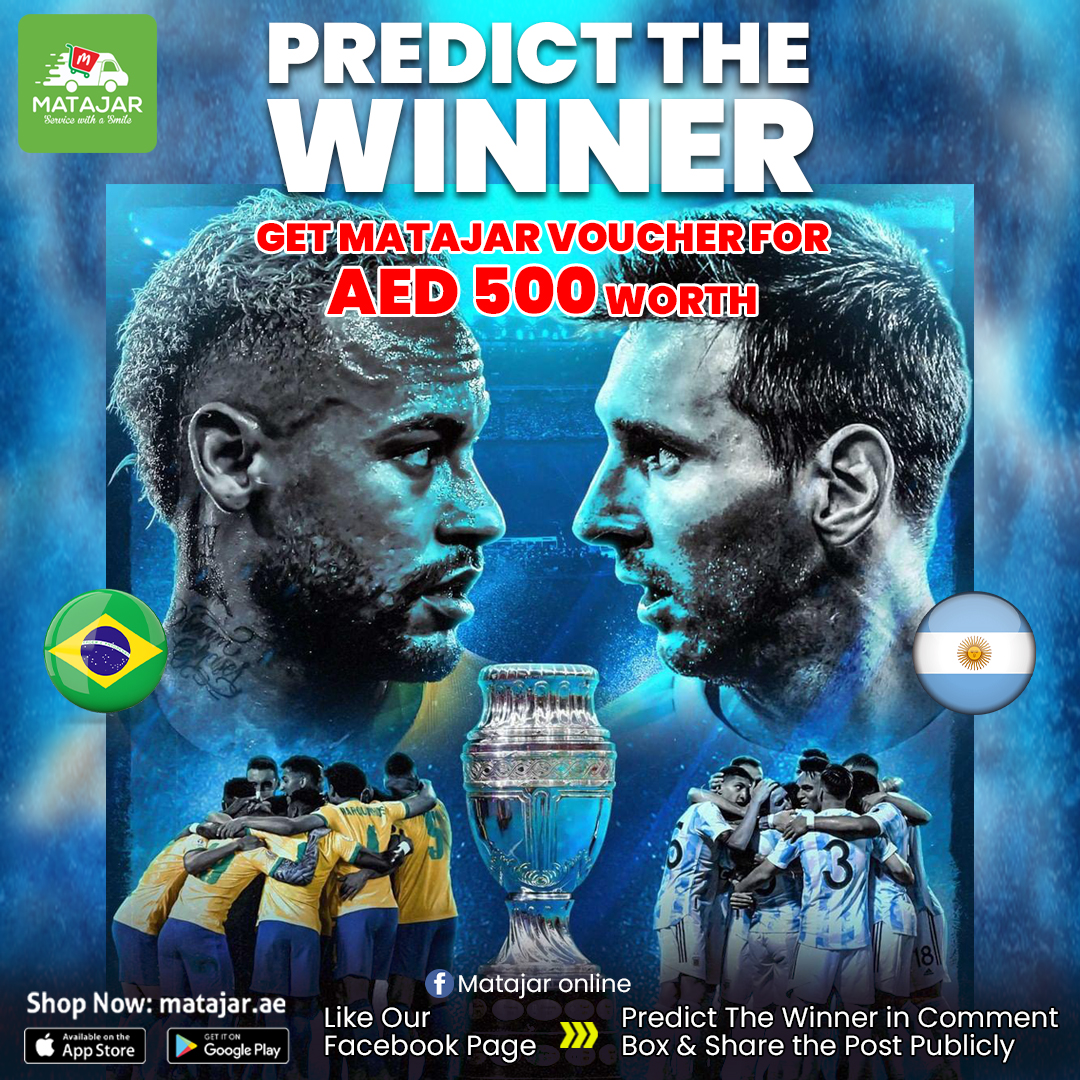 MATAJAR
Service with a Smile
PREDICT THE
WINNER
GET MATAJAR VOUCHER FOR
AED 500 WORTH
3
18
Matajar online
Shop Now: matajar.ae
Available on the
App Store
GET IT ON
Google Play
Like Our
Facebook Page
Predict The Winner in Comment
Box & Share the Post Publicly